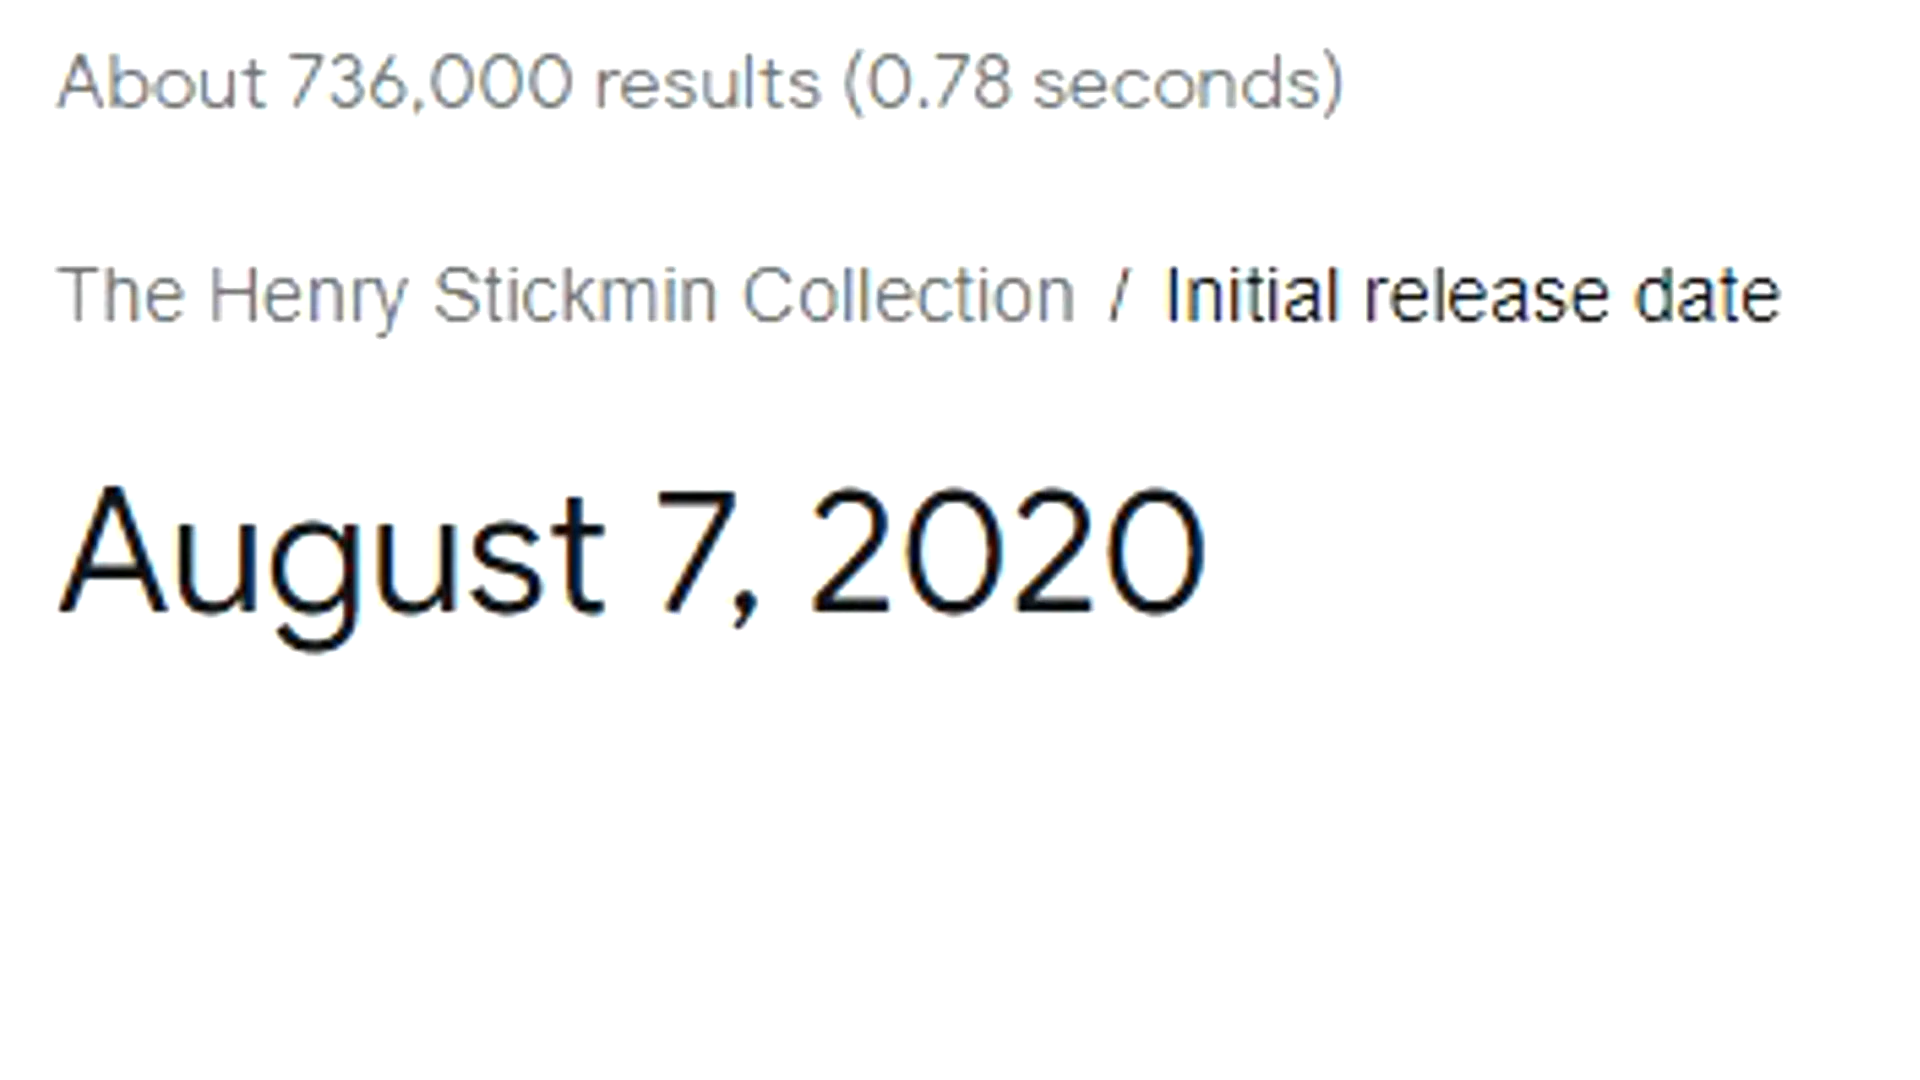 About 736,000 results (0.78 seconds)
The Henry Stickmin Collection / Initial release date
August 7, 2020